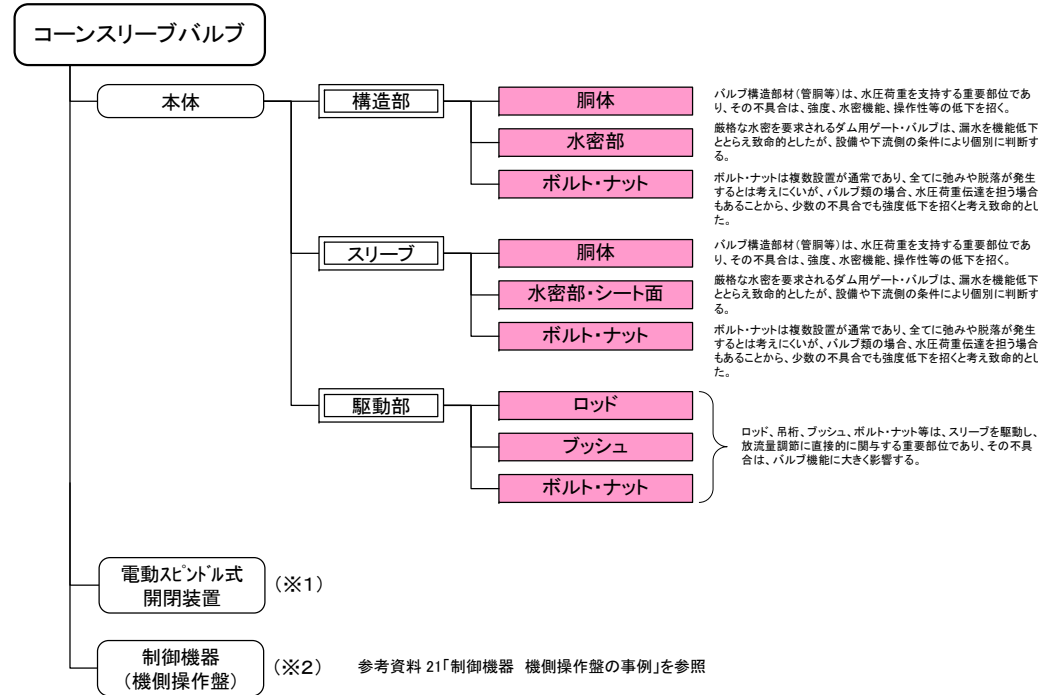 コーンスリーブバルブ
本体
構造部
胴体
バルブ構造部材(管胴等)は、水圧荷重を支持する重要部位であ
り、その不具合は、強度、水密機能、操作性等の低下を招く。
水密部
厳格な水密を要求されるダム用ゲート・バルブは、漏水を機能低下
ととらえ致命的としたが、設備や下流側の条件により個別に判断す
る。
ボルト・ナット
ボルト・ナットは複数設置が通常であり、全てに弛みや脱落が発生
するとは考えにくいが、バルブ類の場合、水圧荷重伝達を担う場合
もあることから、少数の不具合でも強度低下を招くと考え致命的とし
た。
スリーブ
胴体
バルブ構造部材(管胴等)は、水圧荷重を支持する重要部位であ
り、その不具合は、強度、水密機能、操作性等の低下を招く。
水密部・シート面
厳格な水密を要求されるダム用ゲート・バルブは、漏水を機能低下
ととらえ致命的としたが、設備や下流側の条件により個別に判断す
る。
ボルト・ナット
ボルト・ナットは複数設置が通常であり、全てに弛みや脱落が発生
するとは考えにくいが、バルブ類の場合、水圧荷重伝達を担う場合
もあることから、少数の不具合でも強度低下を招くと考え致命的とし
た。
駆動部
ロッド
ブッシュ
ボルト・ナット
ロッド、吊桁、ブッシュ、ボルト・ナット等は、スリーブを駆動し、
放流量調節に直接的に関与する重要部位であり、その不具
合は、バルブ機能に大きく影響する。
電動スピンドル式
開閉装置
(※1)
制御機器
(機側操作盤)
(※2)
参考資料 21「制御機器 機側操作盤の事例」を参照